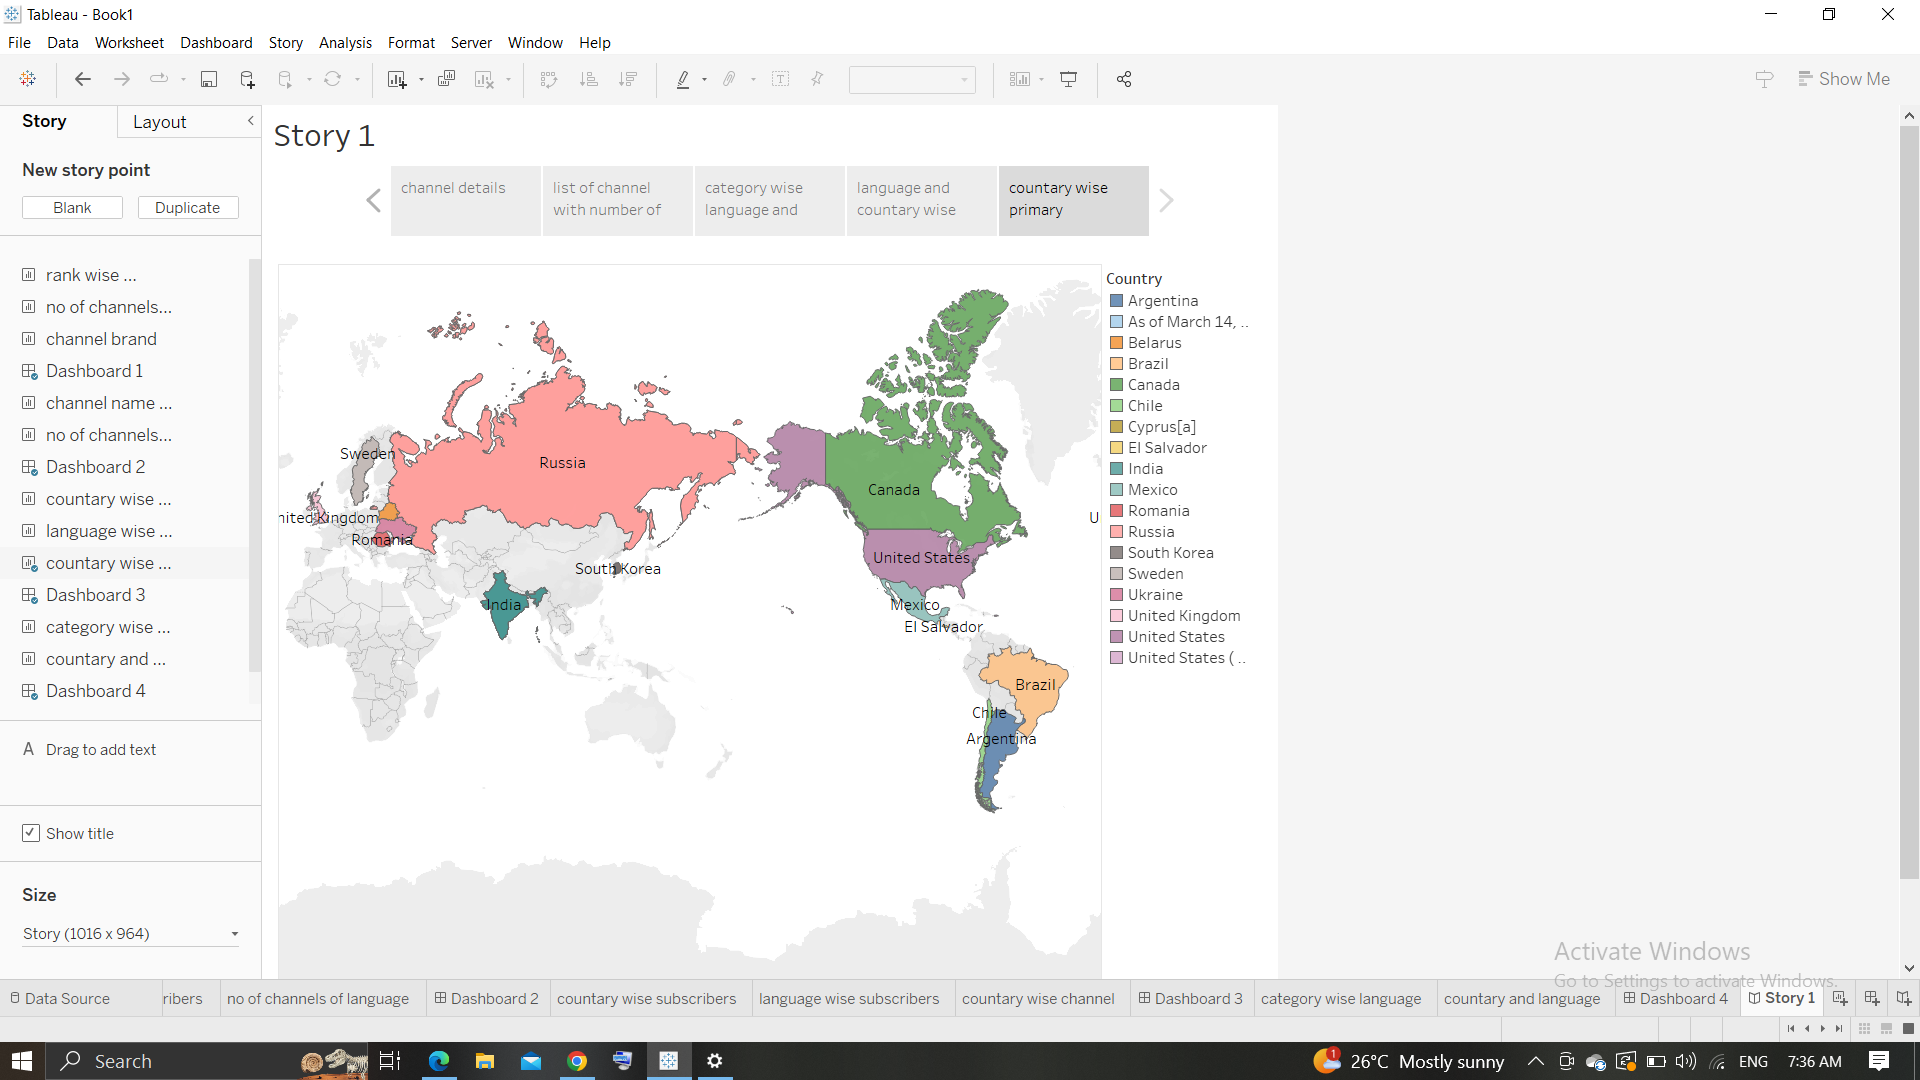 Tableau - Book1
File Data Worksheet Dashboard Story Analysis Format Server Window Help
Show Me
Story
Layout
New story point
Blank
Duplicate
rank wise ...
no of channels...
channel brand
Dashboard 1
channel name ...
no of channels...
Dashboard 2
countary wise ...
language wise ...
countary wise ...
Dashboard 3
category wise ...
countary and ...
Dashboard 4
A Drag to add text
Show title
Size
Story (1016 x 964)
Story 1
channel details
list of channel
with number of
category wise
language and
language and
countary wise
countary wise
primary
Sweden
Russia
nited Kingdom
Romania
South Korea
India
Canada
U
United States
Mexico
El Salvador
Brazil
Chile
Argentina
Country
Argentina
As of March 14, ..
Belarus
Brazil
Canada
Chile
Cyprus[a]
El Salvador
India
Mexico
Romania
Russia
South Korea
Sweden
Ukraine
United Kingdom
United States
United States ( ..
Activate Windows
Go to Settings to activate Windows.
Data Source
ribers
no of channels of language
Dashboard 2
countary wise subscribers
language wise subscribers
countary wise channel
Dashboard 3
category wise language
countary and language
Dashboard 4
Story 1
Search
1
26°C Mostly sunny
ENG
7:36 AM